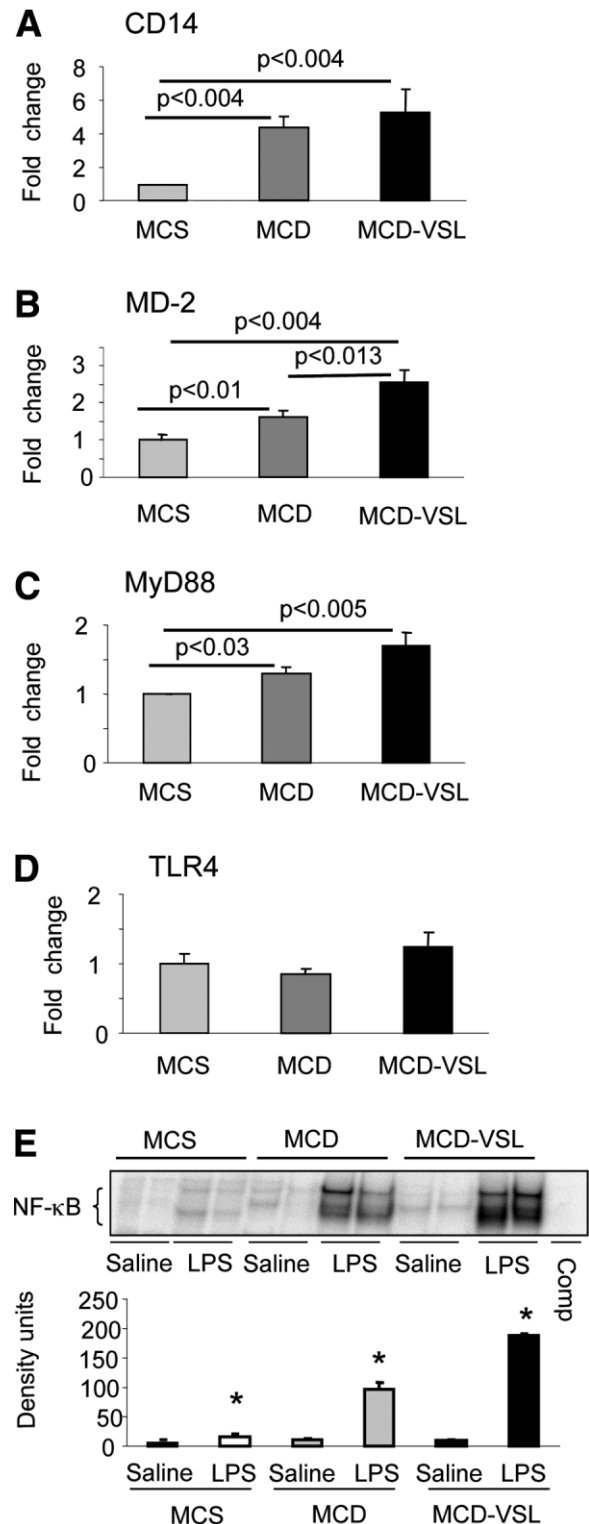 A CD14
Fold change
8
6
4
2
0
p<0.004
p<0.004
MCS MCD MCD-VSL
B MD-2
Fold change
3
2
1
0
p<0.004
p<0.013
p<0.01
MCS MCD MCD-VSL
C MyD88
Fold change
2
1
0
p<0.005
p<0.03
MCS MCD MCD-VSL
D TLR4
Fold change
2
1
0
MCS MCD MCD-VSL
E
MCS MCD MCD-VSL
NF-κB {
Saline LPS Saline LPS Saline LPS Comp
Density units
250
200
150
100
50
0
* * *
Saline LPS Saline LPS Saline LPS
MCS MCD MCD-VSL